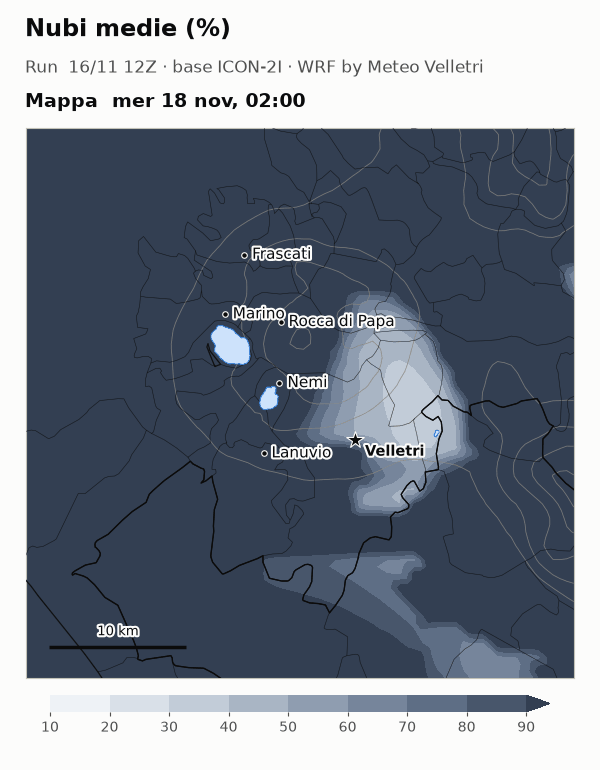 Nubi medie (%)
Run  16/11 12Z · base ICON-2I · WRF by Meteo Velletri
Mappa  mer 18 nov, 02:00
Frascati
Marino
Rocca di Papa
Nemi
Lanuvio
Velletri
10 km
10 20 30 40 50 60 70 80 90